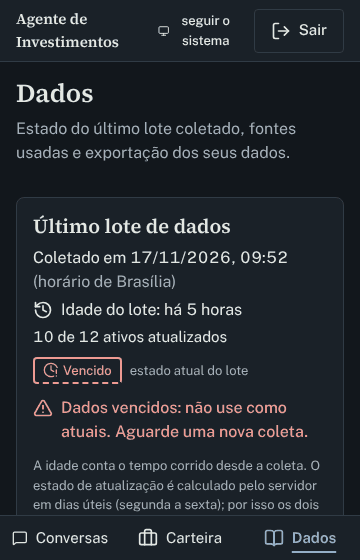 Agente de
Investimentos
seguir o
sistema
Sair
Dados
Estado do último lote coletado, fontes
usadas e exportação dos seus dados.
Último lote de dados
Coletado em 17/11/2026, 09:52
(horário de Brasília)
Idade do lote: há 5 horas
10 de 12 ativos atualizados
Vencido
estado atual do lote
Dados vencidos: não use como
atuais. Aguarde uma nova coleta.
A idade conta o tempo corrido desde a coleta. O
estado de atualização é calculado pelo servidor
em dias úteis (segunda a sexta); por isso os dois
Conversas
Carteira
Dados